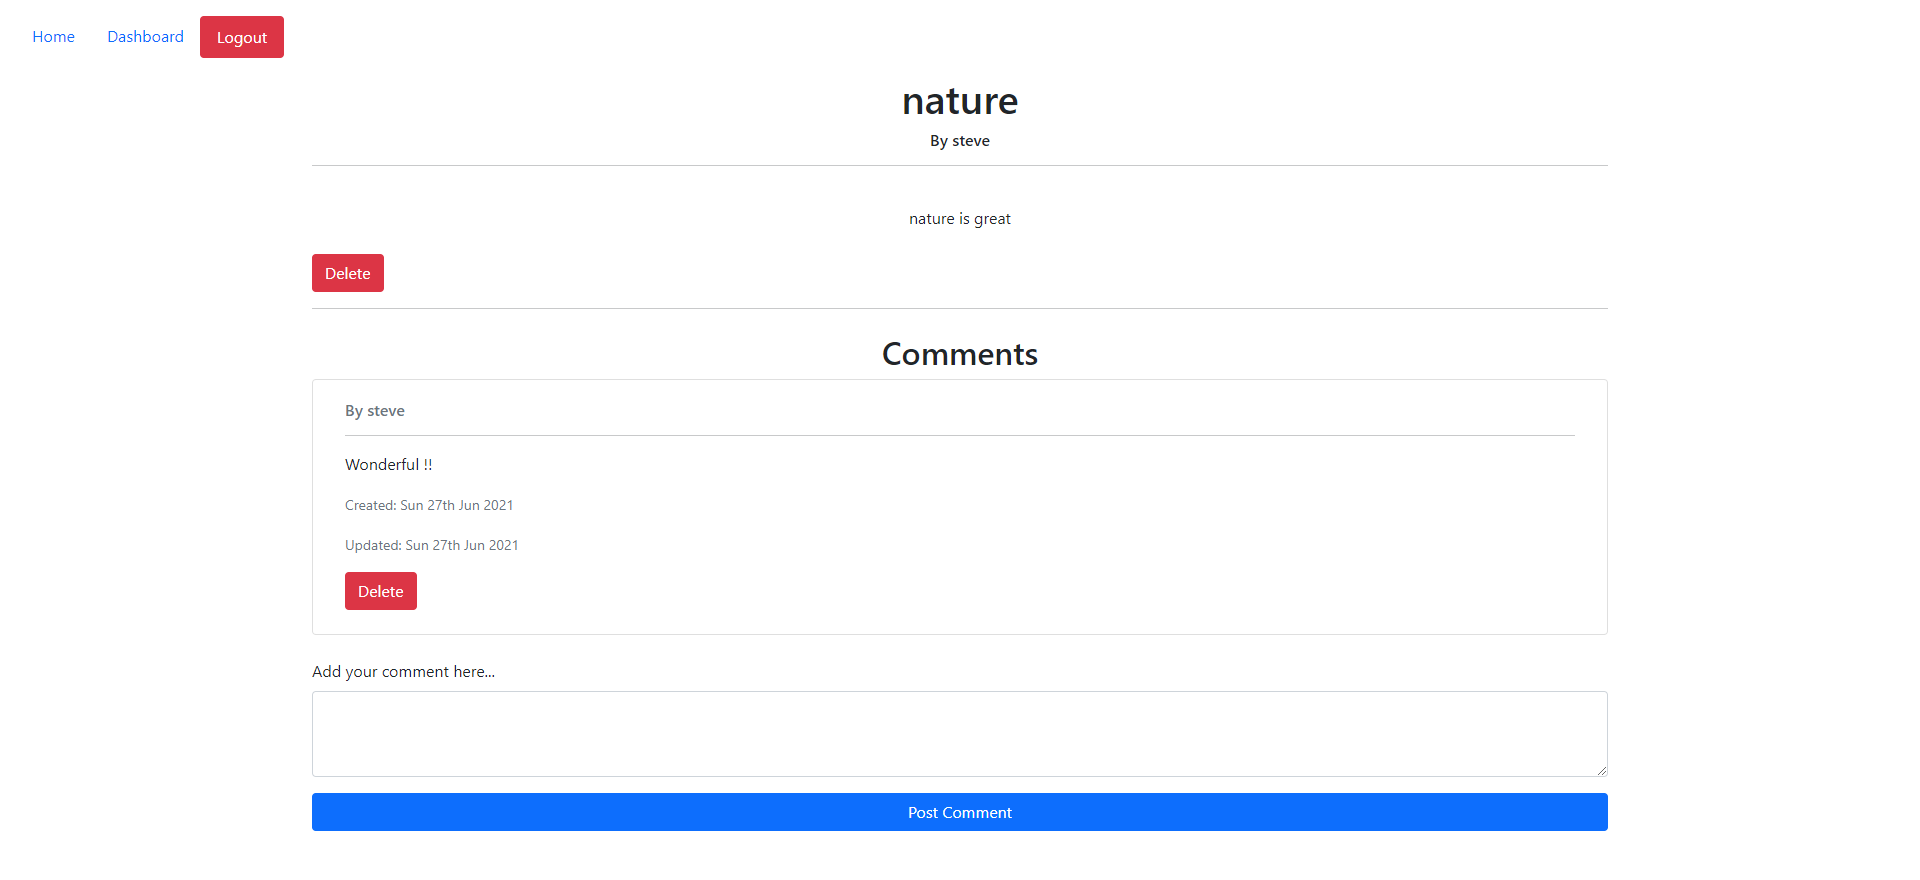 Home Dashboard Logout
nature
By steve
nature is great
Delete
Comments
By steve
Wonderful !!
Created: Sun 27th Jun 2021
Updated: Sun 27th Jun 2021
Delete
Add your comment here...
Post Comment